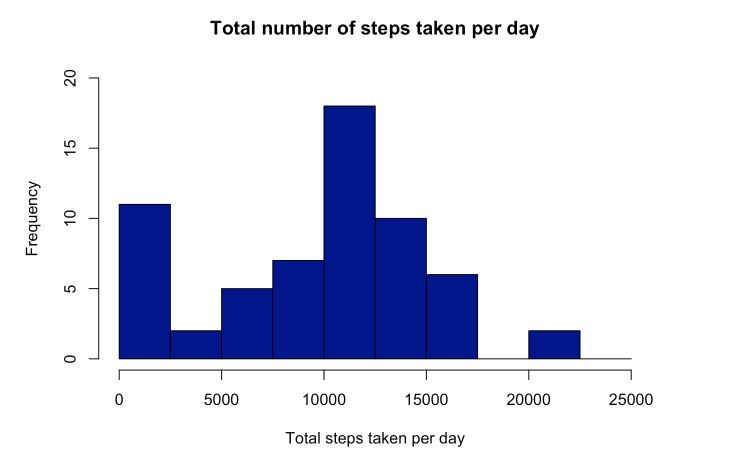 Total number of steps taken per day
20
15
10
5
0
Frequency
0 5000 10000 15000 20000 25000
Total steps taken per day